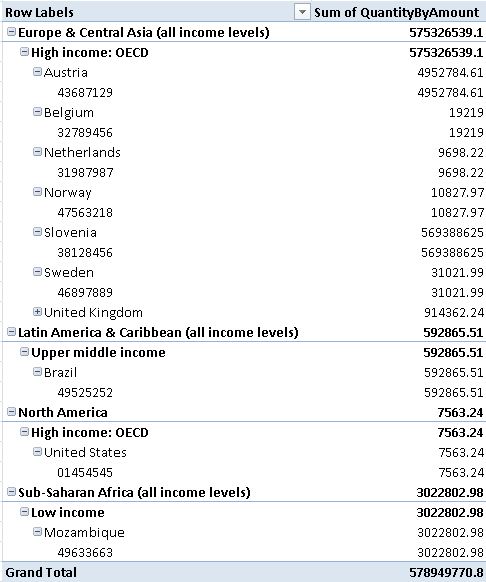 Row Labels Sum of QuantityByAmount
Europe & Central Asia (all income levels) 575326539.1
High income: OECD 575326539.1
Austria 4952784.61
43687129 4952784.61
Belgium 19219
32789456 19219
Netherlands 9698.22
31987987 9698.22
Norway 10827.97
47563218 10827.97
Slovenia 569388625
38128456 569388625
Sweden 31021.99
46897889 31021.99
United Kingdom 914362.24
Latin America & Caribbean (all income levels) 592865.51
Upper middle income 592865.51
Brazil 592865.51
49525252 592865.51
North America 7563.24
High income: OECD 7563.24
United States 7563.24
01454545 7563.24
Sub-Saharan Africa (all income levels) 3022802.98
Low income 3022802.98
Mozambique 3022802.98
49633663 3022802.98
Grand Total 578949770.8